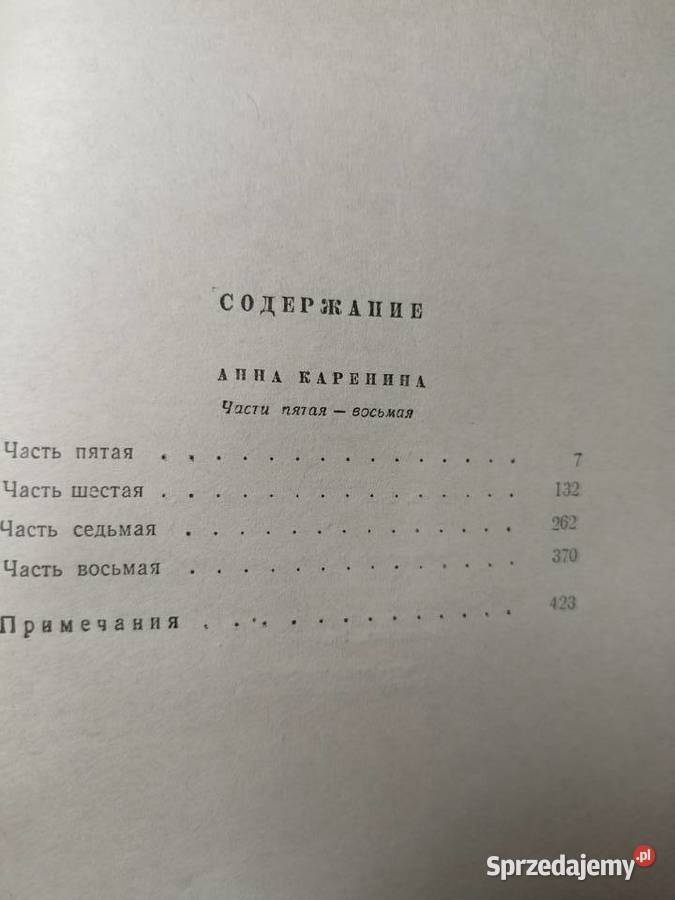 СОДЕРЖАНИЕ
АННА КАРЕНИНА
Части пятая — восьмая
Часть пятая . . . . . . . . . . . . . . . 7
Часть шестая . . . . . . . . . . . . . . 132
Часть седьмая . . . . . . . . . . . . . 262
Часть восьмая . . . . . . . . . . . . . 370
Примечания . . . . . . . . . . . . . 423
Sprzedajemy.pl